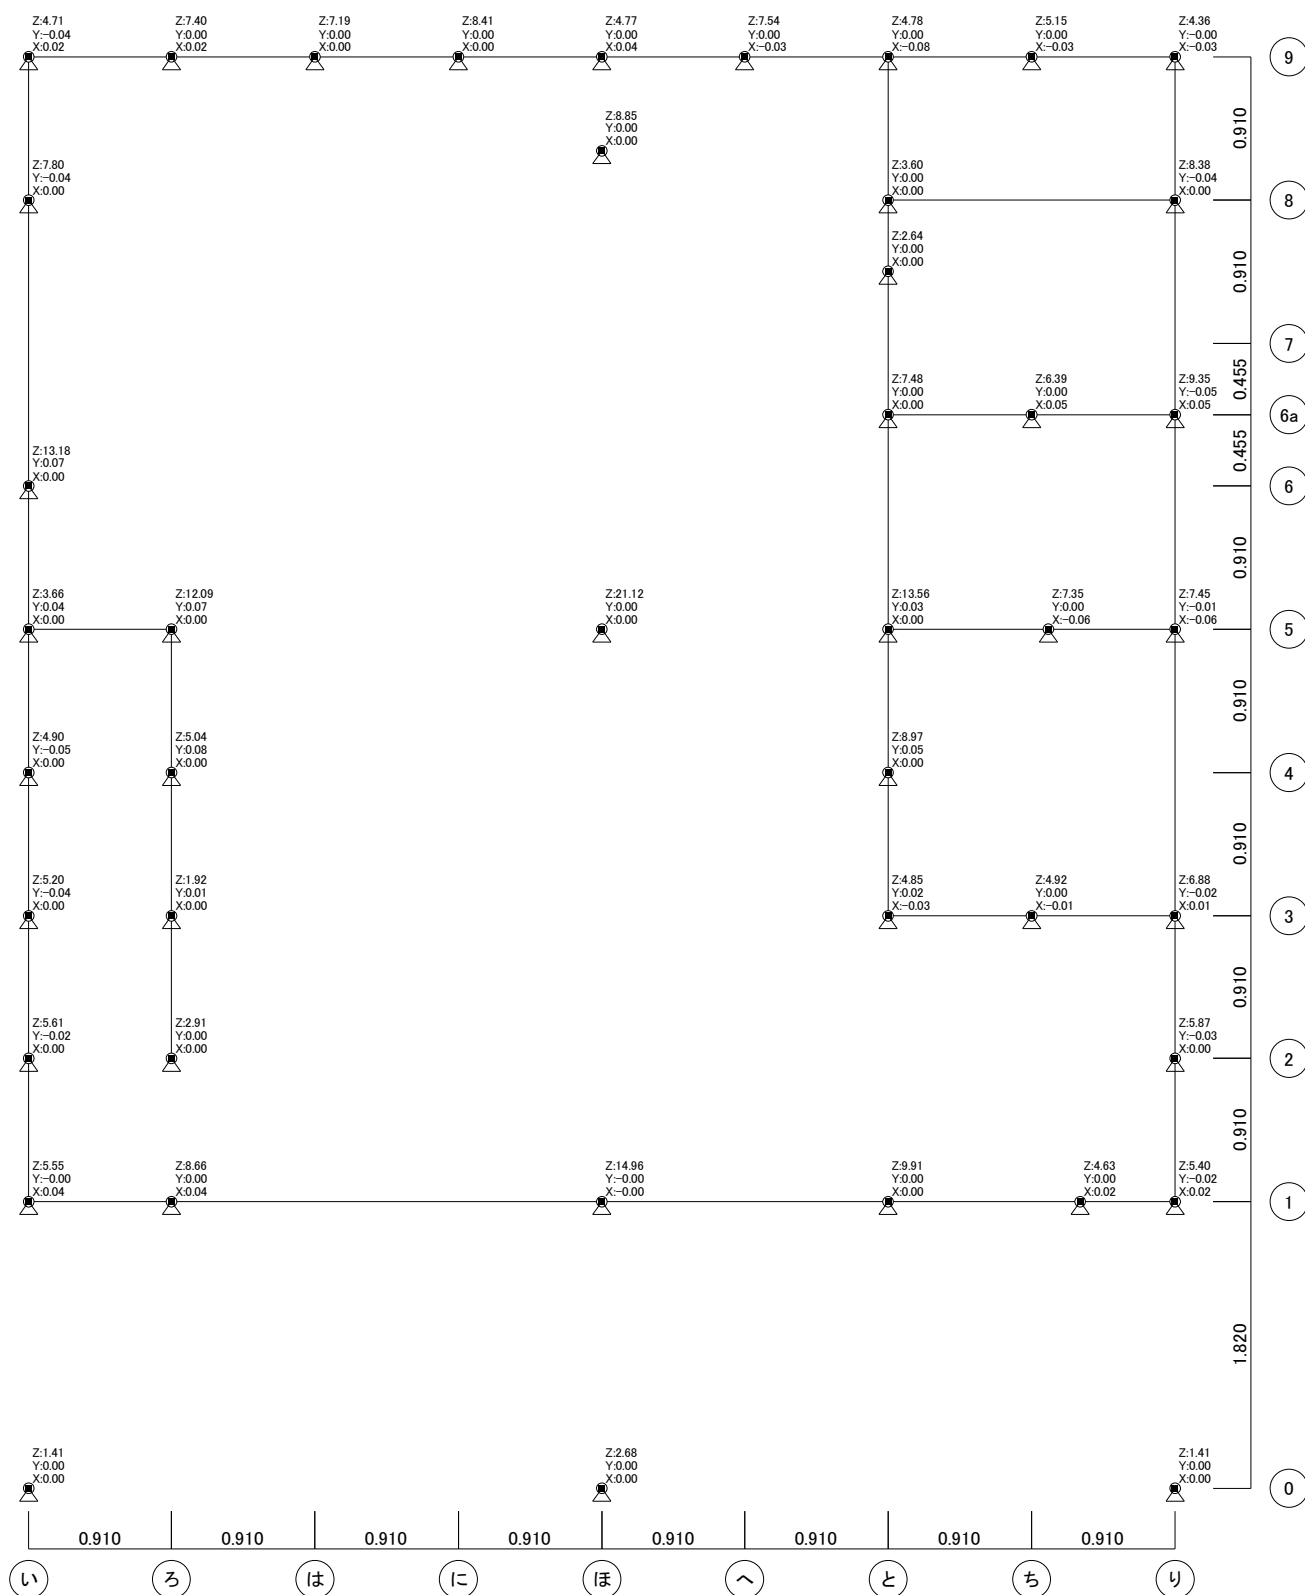 Z:4.71
Y:-0.04
X:0.02
Z:7.40
Y:0.00
X:0.02
Z:7.19
Y:0.00
X:0.00
Z:8.41
Y:0.00
X:0.00
Z:4.77
Y:0.00
X:0.04
Z:7.54
Y:0.00
X:-0.03
Z:4.78
Y:0.00
X:-0.08
Z:5.15
Y:0.00
X:-0.03
Z:4.36
Y:-0.00
X:-0.03
9
0.910
Z:8.85
Y:0.00
X:0.00
Z:7.80
Y:-0.04
X:0.00
Z:3.60
Y:0.00
X:0.00
Z:8.38
Y:-0.04
X:0.00
8
Z:2.64
Y:0.00
X:0.00
0.910
7
0.455
Z:7.48
Y:0.00
X:0.00
Z:6.39
Y:0.00
X:0.05
Z:9.35
Y:-0.05
X:0.05
6a
0.455
Z:13.18
Y:0.07
X:0.00
6
0.910
Z:3.66
Y:0.04
X:0.00
Z:12.09
Y:0.07
X:0.00
Z:21.12
Y:0.00
X:0.00
Z:13.56
Y:0.03
X:0.00
Z:7.35
Y:0.00
X:-0.06
Z:7.45
Y:-0.01
X:-0.06
5
0.910
Z:4.90
Y:-0.05
X:0.00
Z:5.04
Y:0.08
X:0.00
Z:8.97
Y:0.05
X:0.00
4
0.910
Z:5.20
Y:-0.04
X:0.00
Z:1.92
Y:0.01
X:0.00
Z:4.85
Y:0.02
X:-0.03
Z:4.92
Y:0.00
X:-0.01
Z:6.88
Y:-0.02
X:0.01
3
0.910
Z:5.61
Y:-0.02
X:0.00
Z:2.91
Y:0.00
X:0.00
Z:5.87
Y:-0.03
X:0.00
2
0.910
Z:5.55
Y:-0.00
X:0.04
Z:8.66
Y:0.00
X:0.04
Z:14.96
Y:-0.00
X:-0.00
Z:9.91
Y:0.00
X:0.00
Z:4.63
Y:0.00
X:0.02
Z:5.40
Y:-0.02
X:0.02
1
1.820
Z:1.41
Y:0.00
X:0.00
Z:2.68
Y:0.00
X:0.00
Z:1.41
Y:0.00
X:0.00
0
0.910 0.910 0.910 0.910 0.910 0.910 0.910 0.910
い ろ は に ほ へ と ち り